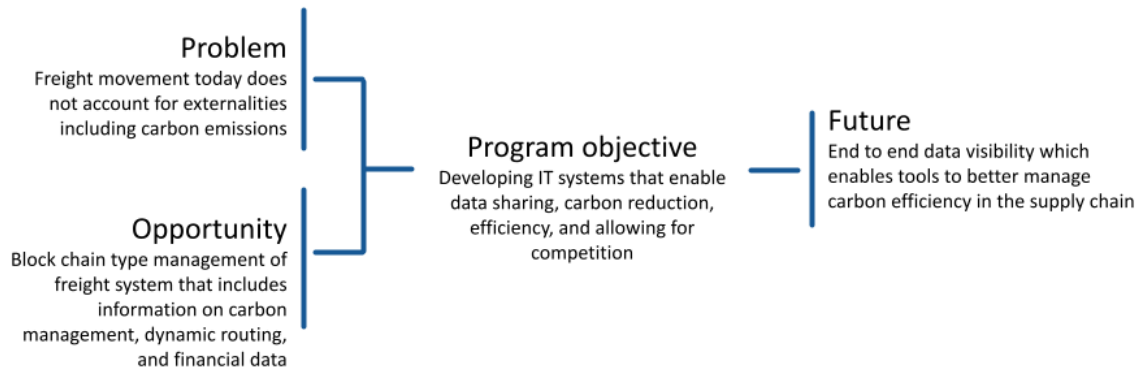 Problem
Freight movement today does
not account for externalities
including carbon emissions
Opportunity
Block chain type management of
freight system that includes
information on carbon
management, dynamic routing,
and financial data
Program objective
Developing IT systems that enable
data sharing, carbon reduction,
efficiency, and allowing for
competition
Future
End to end data visibility which
enables tools to better manage
carbon efficiency in the supply chain